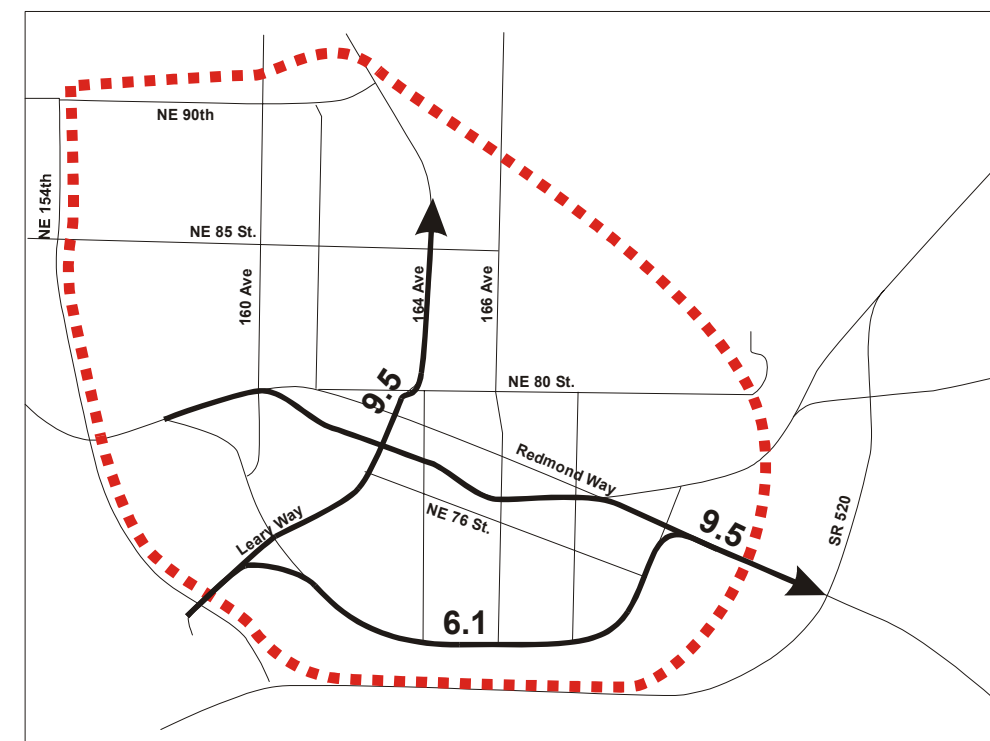 NE 90th
NE 154th
NE 85 St.
160 Ave
164 Ave
166 Ave
NE 80 St.
9.5
Redmond Way
NE 76 St.
9.5
SR 520
Leary Way
6.1